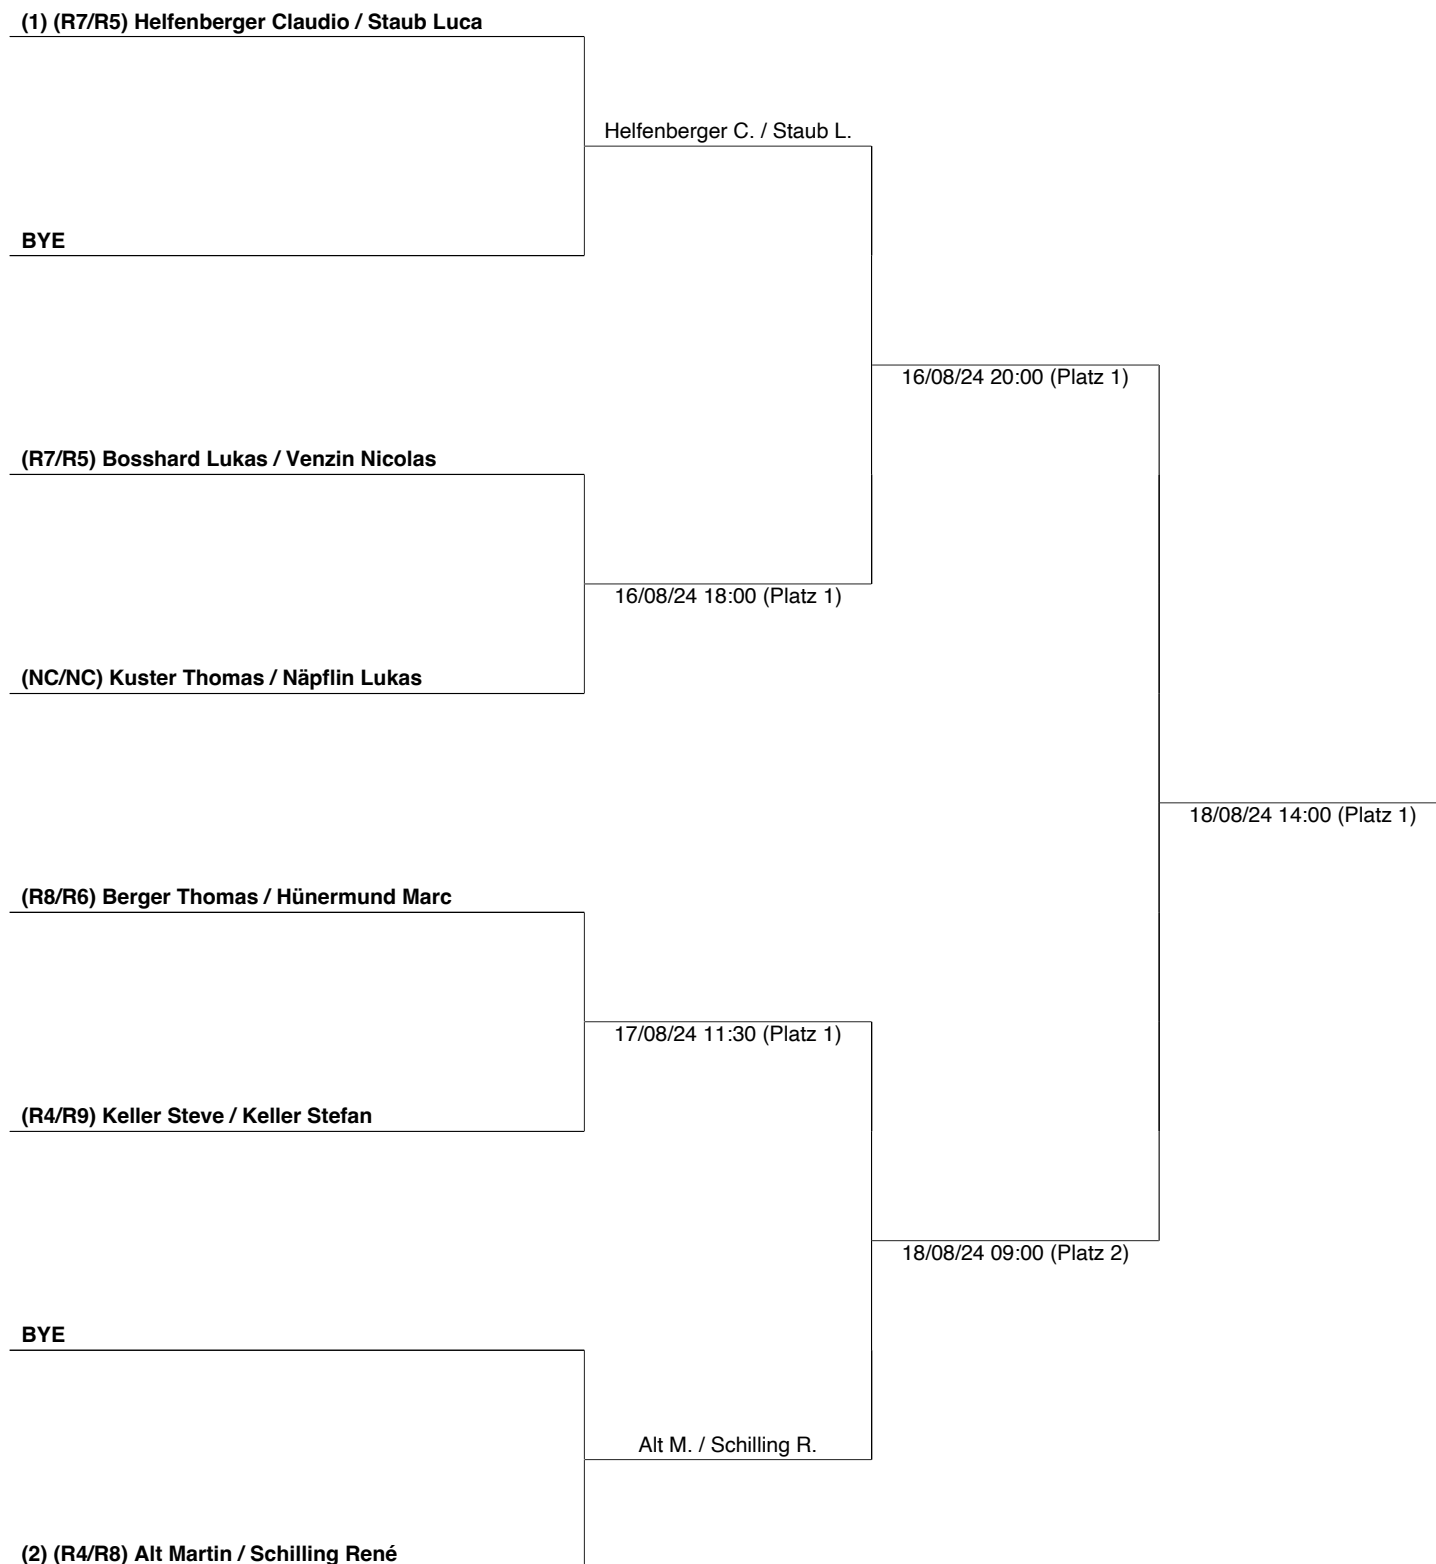 (1) (R7/R5) Helfenberger Claudio / Staub Luca
Helfenberger C. / Staub L.
BYE
16/08/24 20:00 (Platz 1)
(R7/R5) Bosshard Lukas / Venzin Nicolas
16/08/24 18:00 (Platz 1)
(NC/NC) Kuster Thomas / Näpflin Lukas
18/08/24 14:00 (Platz 1)
(R8/R6) Berger Thomas / Hünermund Marc
17/08/24 11:30 (Platz 1)
(R4/R9) Keller Steve / Keller Stefan
18/08/24 09:00 (Platz 2)
BYE
Alt M. / Schilling R.
(2) (R4/R8) Alt Martin / Schilling René